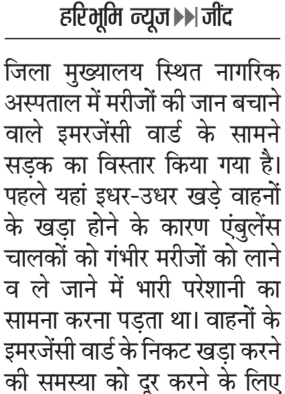 हरिभूमि न्यूज ▶▶ जींद
जिला मुख्यालय स्थित नागरिक
अस्पताल में मरीजों की जान बचाने
वाले इमरजेंसी वार्ड के सामने
सड़क का विस्तार किया गया है।
पहले यहां इधर-उधर खड़े वाहनों
के खड़ा होने के कारण एंबुलेंस
चालकों को गंभीर मरीजों को लाने
व ले जाने में भारी परेशानी का
सामना करना पड़ता था। वाहनों के
इमरजेंसी वार्ड के निकट खड़ा करने
की समस्या को दूर करने के लिए